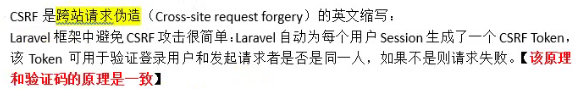 CSRF 是跨站请求伪造（Cross-site request forgery）的英文缩写：
Laravel 框架中避免 CSRF 攻击很简单：Laravel 自动为每个用户 Session 生成了一个 CSRF Token，
该 Token 可用于验证登录用户和发起请求者是否是同一人，如果不是则请求失败。【该原理
和验证码的原理是一致】